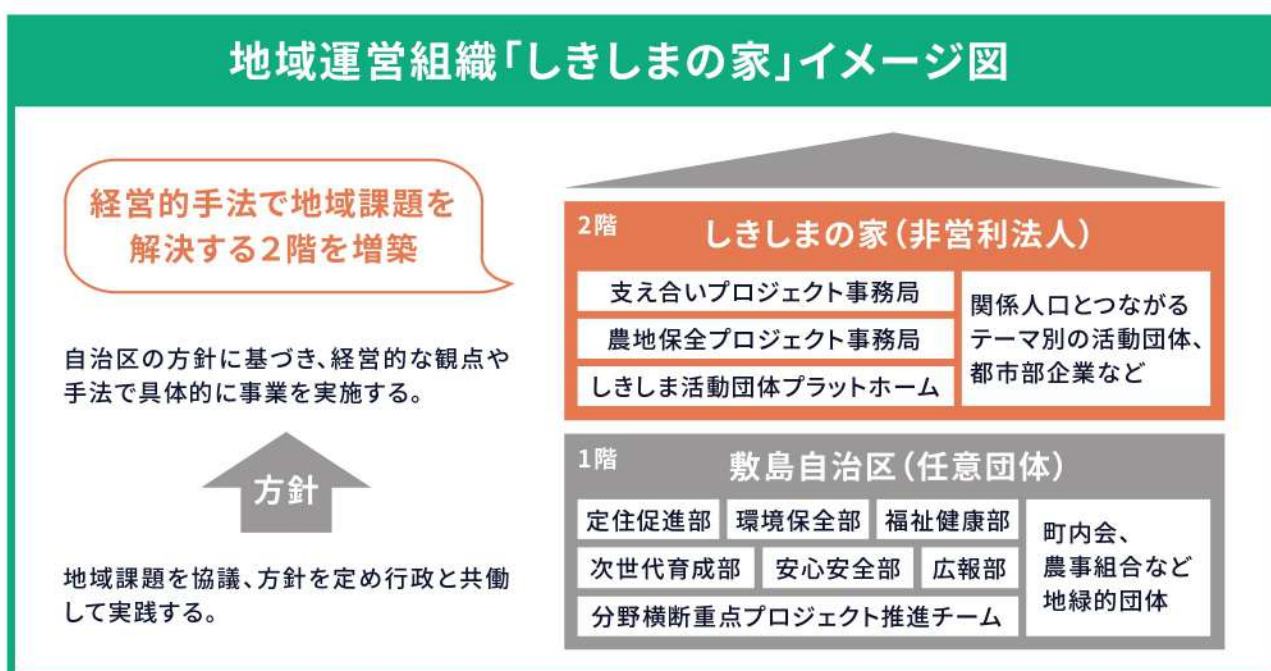 地域運営組織「しきしまの家」イメージ図
経営的手法で地域課題を
解決する2階を増築
自治区の方針に基づき、経営的な観点や
手法で具体的に事業を実施する。
方針
地域課題を協議、方針を定め行政と共働
して実践する。
2階
しきしまの家(非営利法人)
支え合いプロジェクト事務局
農地保全プロジェクト事務局
しきしま活動団体プラットホーム
関係人口とつながる
テーマ別の活動団体、
都市部企業など
1階
敷島自治区(任意団体)
定住促進部 環境保全部 福祉健康部
次世代育成部 安心安全部 広報部
分野横断重点プロジェクト推進チーム
町内会、
農事組合など
地縁的団体